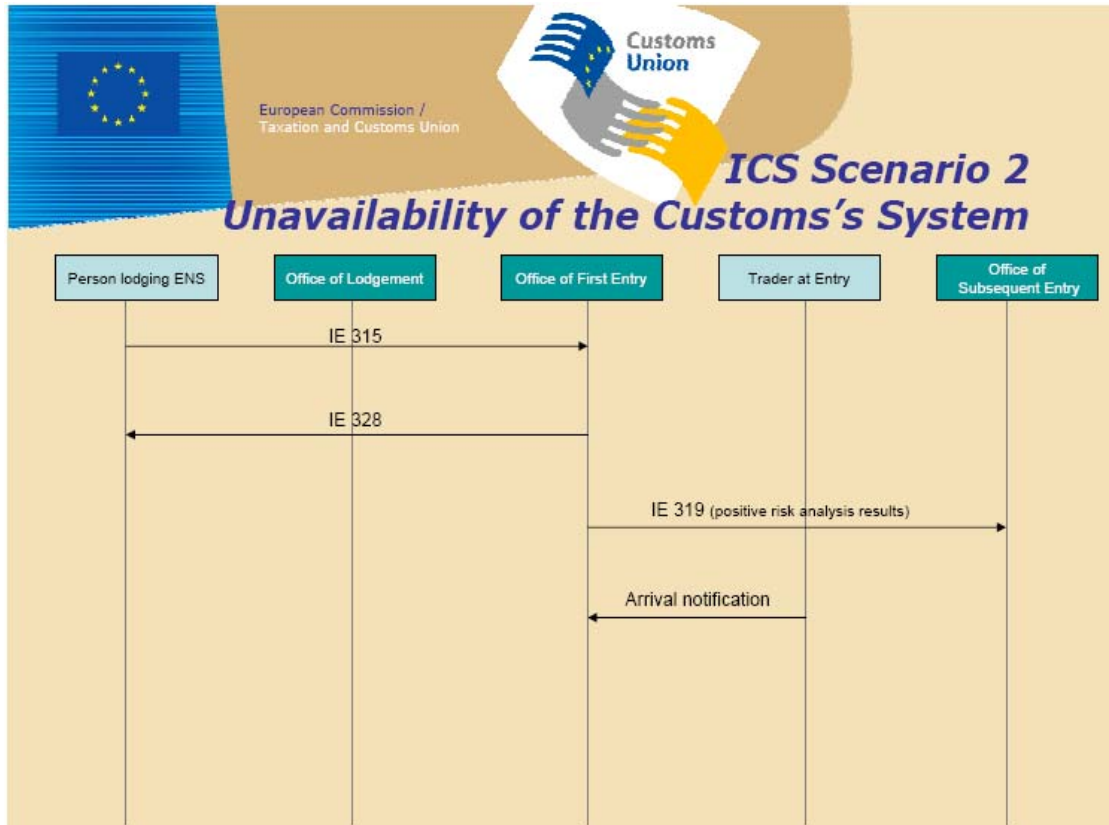 Customs
Union
European Commission /
Taxation and Customs Union
ICS Scenario 2
Unavailability of the Customs's System
Person lodging ENS
Office of Lodgement
Office of First Entry
Trader at Entry
Office of
Subsequent Entry
IE 315
IE 328
IE 319 (positive risk analysis results)
Arrival notification